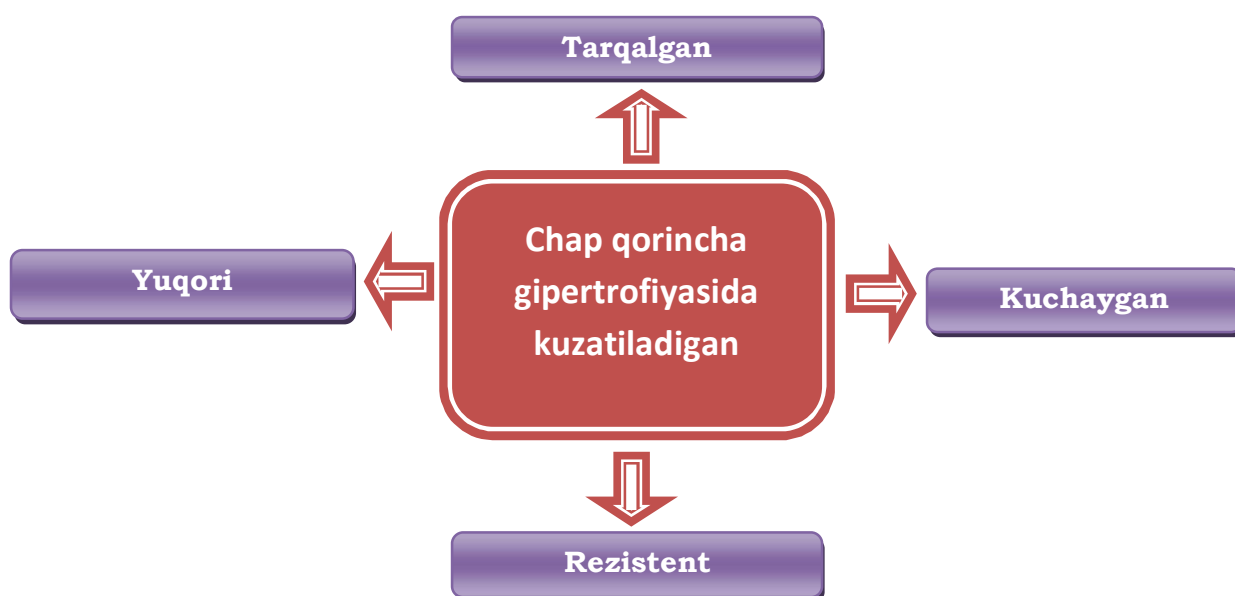 Tarqalgan
Yuqori
Chap qorincha
gipertrofiyasida
kuzatiladigan
Kuchaygan
Rezistent